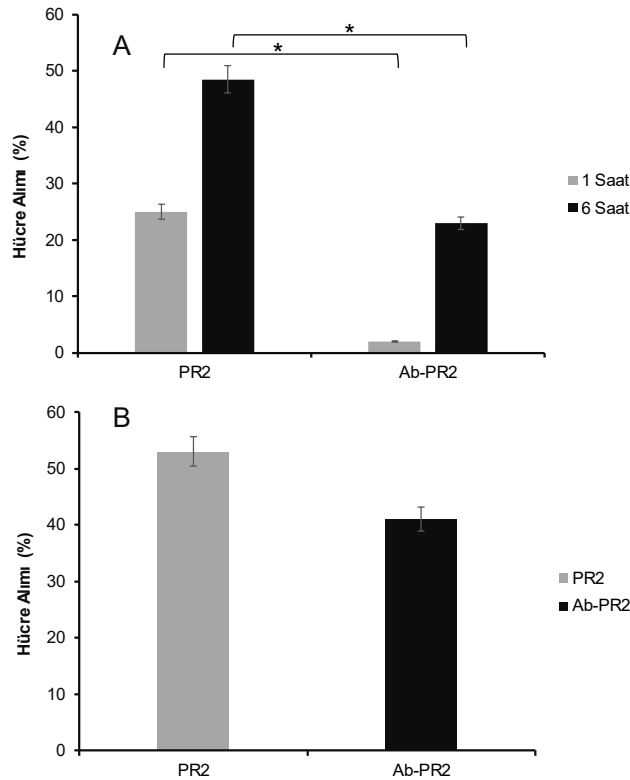 A
*
*
60
50
40
30
20
10
0
Hücre Alımı (%)
PR2
Ab-PR2
1 Saat
6 Saat
B
60
50
40
30
20
10
0
Hücre Alımı (%)
PR2
Ab-PR2
PR2
Ab-PR2